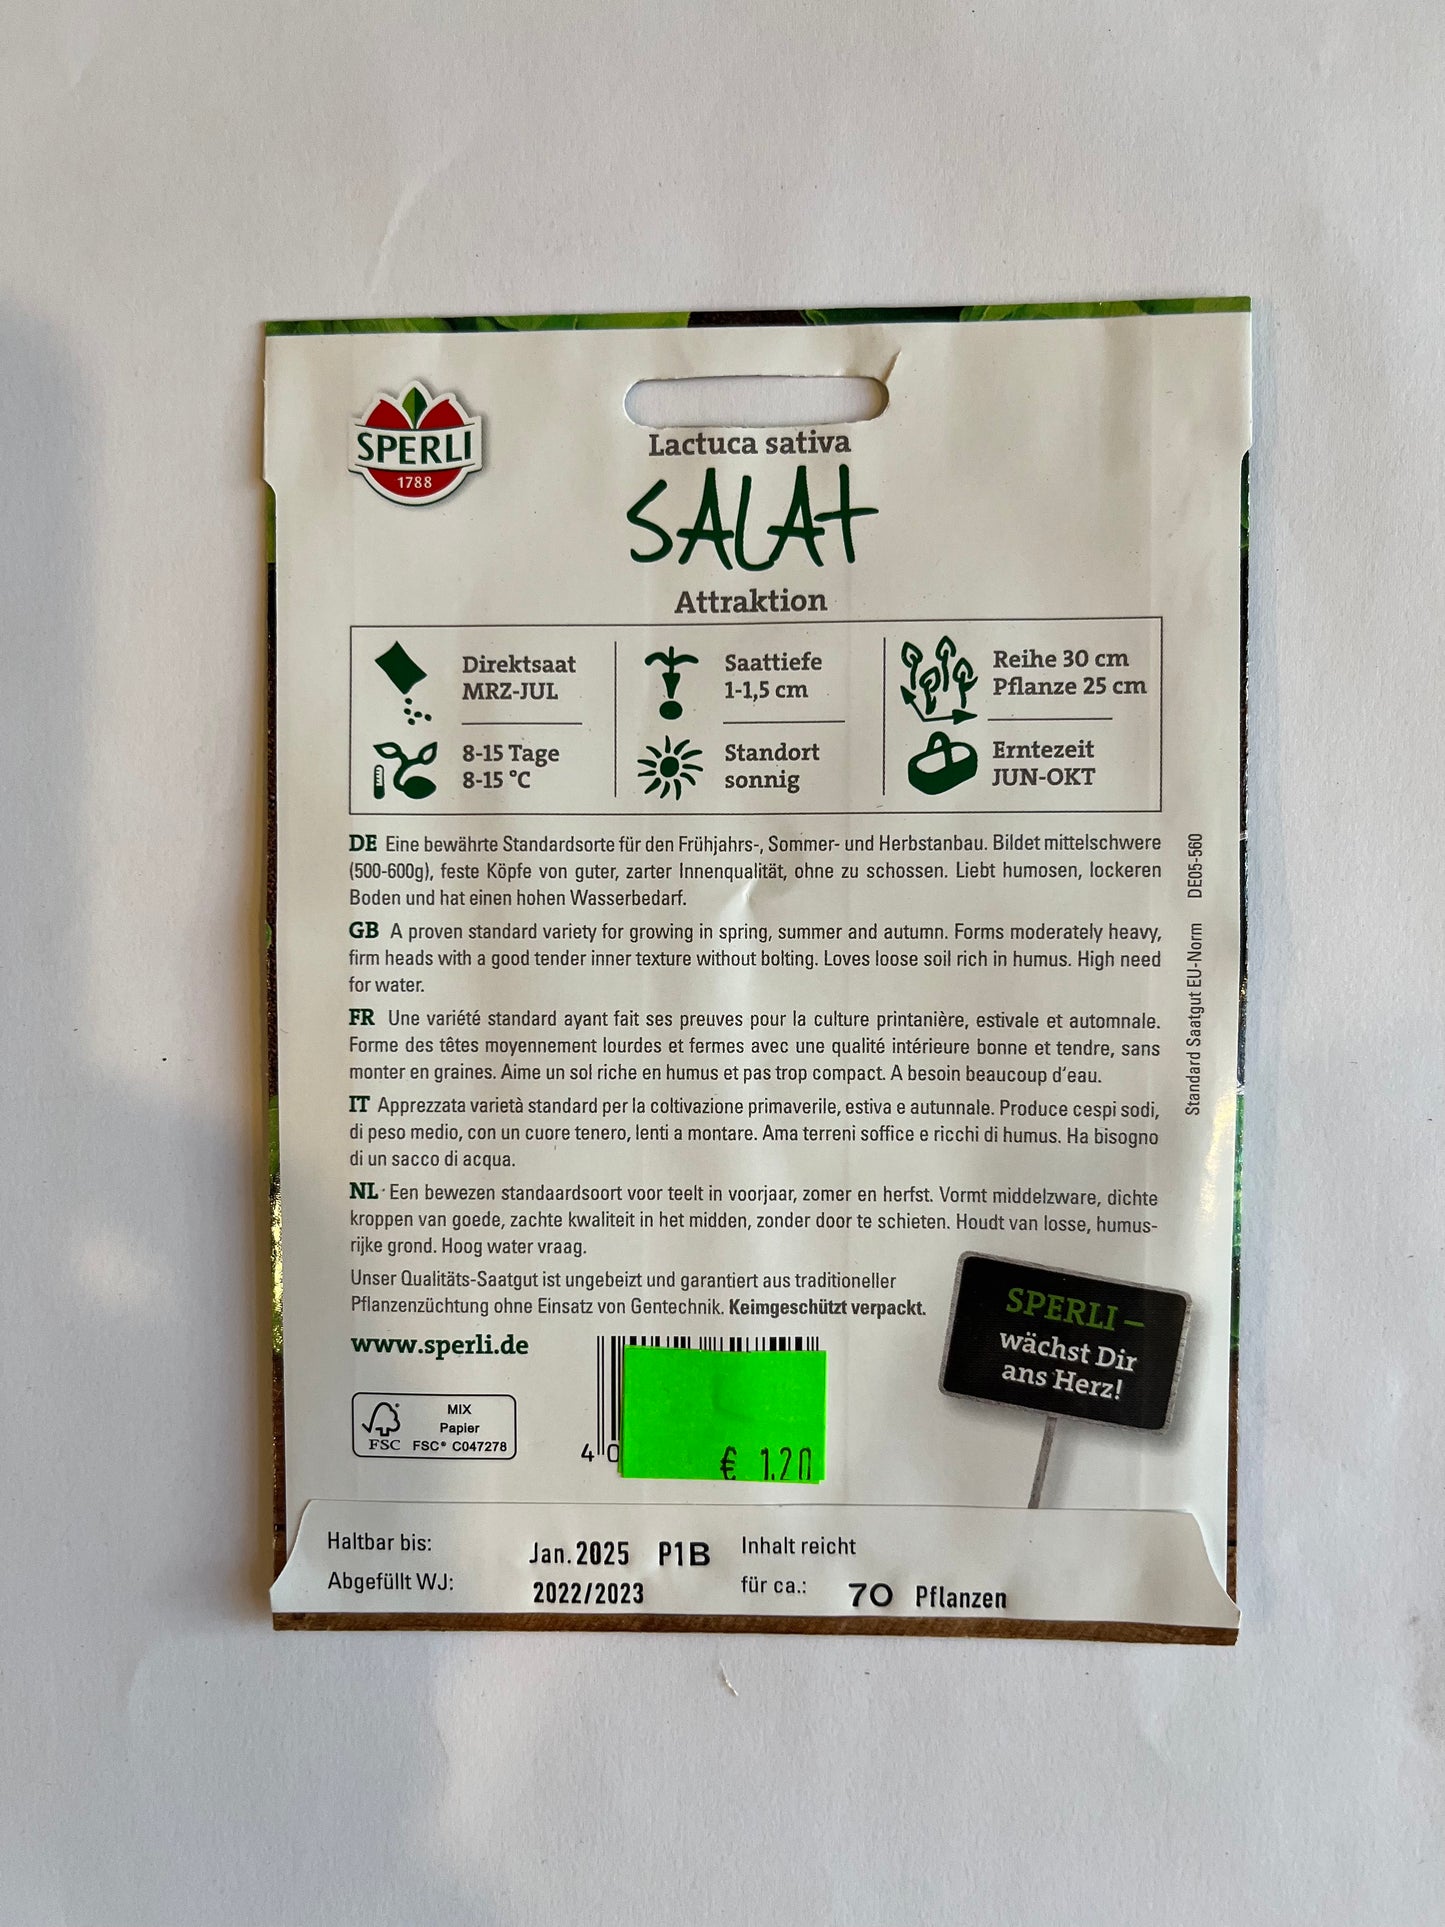 SPERLI
1788
Lactuca sativa
SALAt
Attraktion
Direktsaat
MRZ-JUL
8-15 Tage
8-15 °C
Saattiefe
1-1,5 cm
Standort
sonnig
Reihe 30 cm
Pflanze 25 cm
Erntezeit
JUN-OKT
DE Eine bewährte Standardsorte für den Frühjahrs-, Sommer- und Herbstanbau. Bildet mittelschwere
(500-600g), feste Köpfe von guter, zarter Innenqualität, ohne zu schossen. Liebt humosen, lockeren
Boden und hat einen hohen Wasserbedarf.
GB A proven standard variety for growing in spring, summer and autumn. Forms moderately heavy,
firm heads with a good tender inner texture without bolting. Loves loose soil rich in humus. High need
for water.
FR Une variété standard ayant fait ses preuves pour la culture printanière, estivale et automnale.
Forme des têtes moyennement lourdes et fermes avec une qualité intérieure bonne et tendre, sans
monter en graines. Aime un sol riche en humus et pas trop compact. A besoin beaucoup d'eau.
IT Apprezzata varietà standard per la coltivazione primaverile, estiva e autunnale. Produce cespi sodi,
di peso medio, con un cuore tenero, lenti a montare. Ama terreni soffice e ricchi di humus. Ha bisogno
di un sacco di acqua.
NL Een bewezen standaardsoort voor teelt in voorjaar, zomer en herfst. Vormt middelzware, dichte
kroppen van goede, zachte kwaliteit in het midden, zonder door te schieten. Houdt van losse, humus-
rijke grond. Hoog water vraag.
Unser Qualitäts-Saatgut ist ungebeizt und garantiert aus traditioneller
Pflanzenzüchtung ohne Einsatz von Gentechnik. Keimgeschützt verpackt.
Standard Saatgut EU-Norm DE05-560
www.sperli.de
MIX
Papier
FSC FSC® C047278
4 0
€ 1.20
SPERLI –
wächst Dir
ans Herz!
Haltbar bis: Jan.2025 P1B Inhalt reicht
Abgefüllt WJ: 2022/2023 für ca.: 70 Pflanzen